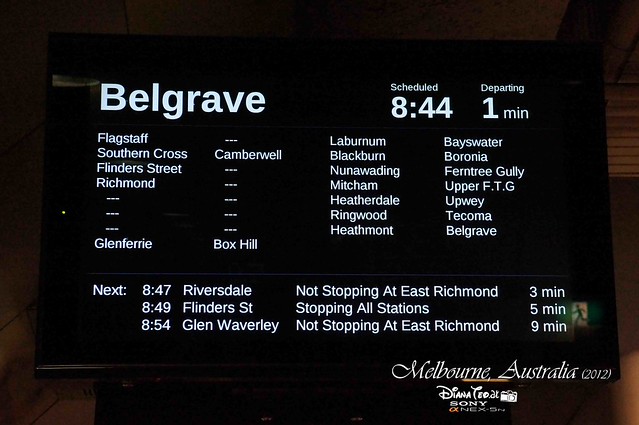 Belgrave
Scheduled
8:44
Departing
1 min
Flagstaff
Southern Cross
Flinders Street
Richmond
---
---
---
Glenferrie
---
Camberwell
---
---
---
---
---
Box Hill
Laburnum
Blackburn
Nunawading
Mitcham
Heatherdale
Ringwood
Heathmont
Bayswater
Boronia
Ferntree Gully
Upper F.T.G
Upwey
Tecoma
Belgrave
Next: 8:47 Riversdale Not Stopping At East Richmond 3 min
8:49 Flinders St Stopping All Stations 5 min
8:54 Glen Waverley Not Stopping At East Richmond 9 min
Melbourne, Australia (2012)
Diana Teo.at
SONY
α NEX-5N